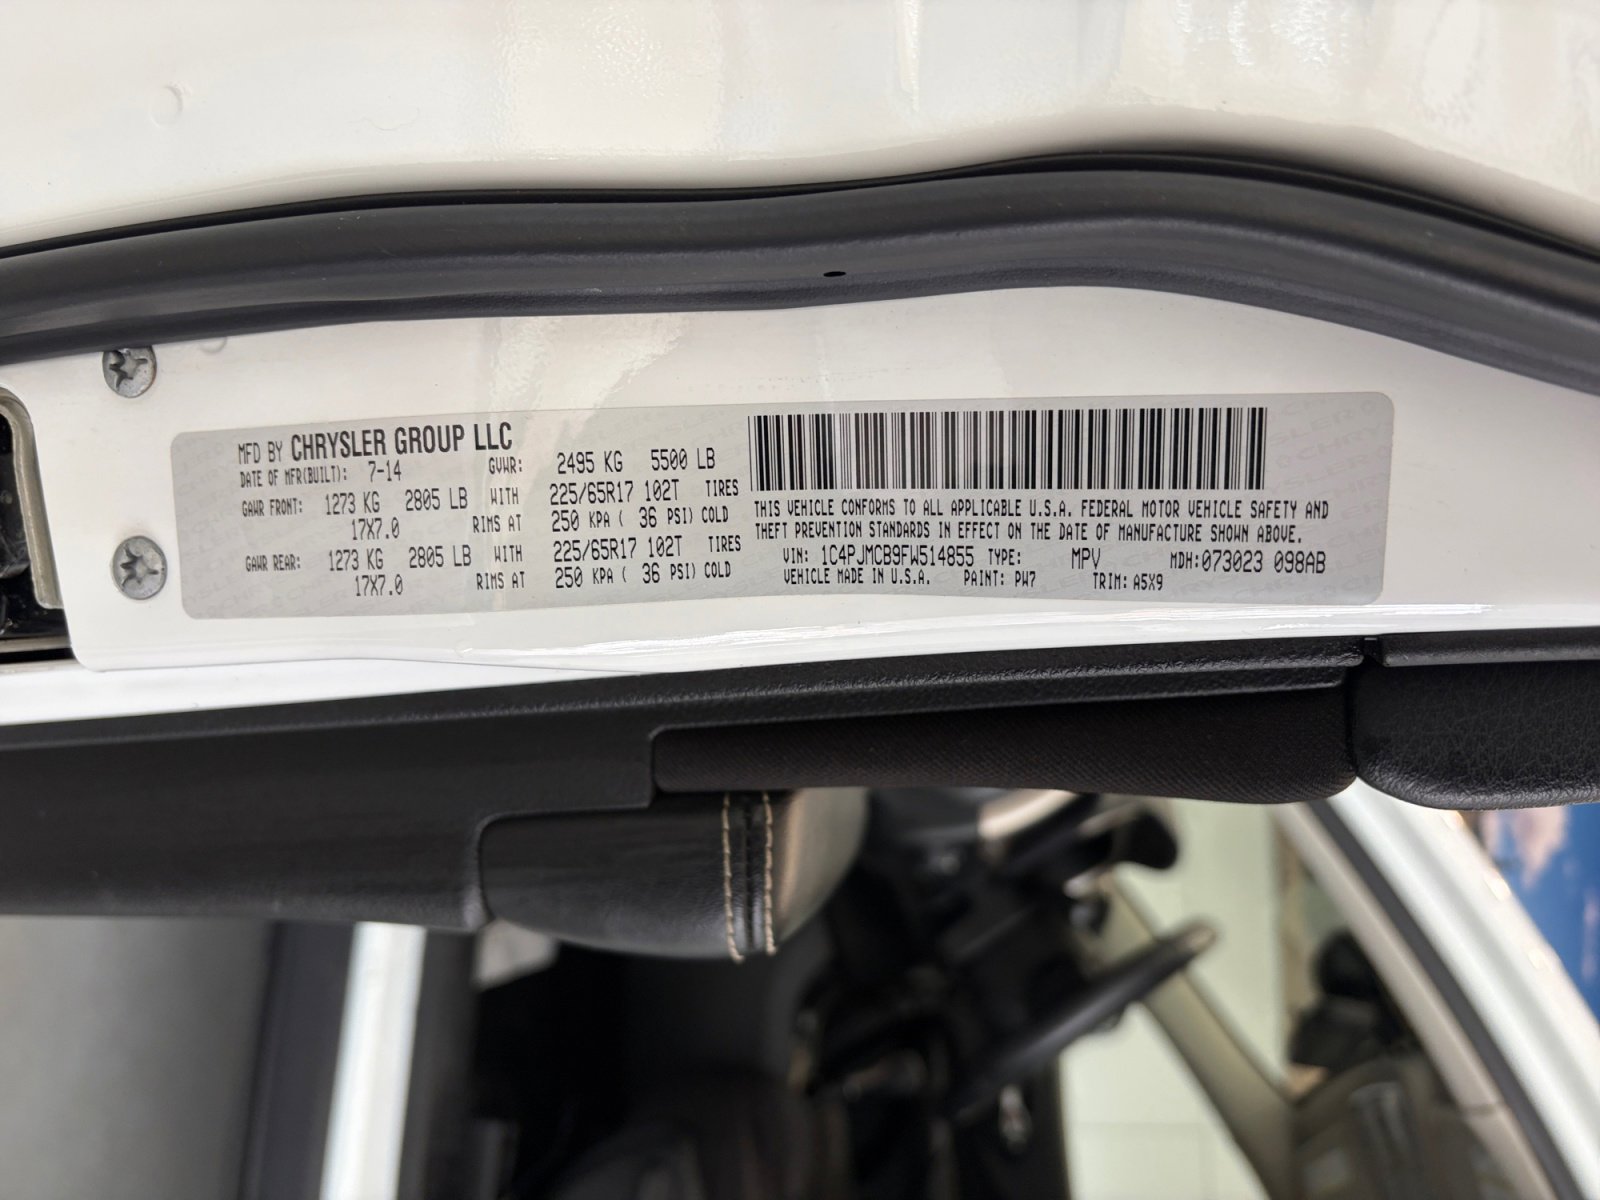 MFD BY CHRYSLER GROUP LLC
DATE OF MFR(BUILT): 7-14 GVWR: 2495 KG 5500 LB
GAWR FRONT: 1273 KG 2805 LB WITH 225/65R17 102T TIRES
17X7.0 RIMS AT 250 KPA ( 36 PSI) COLD
GAWR REAR: 1273 KG 2805 LB WITH 225/65R17 102T TIRES
17X7.0 RIMS AT 250 KPA ( 36 PSI) COLD
THIS VEHICLE CONFORMS TO ALL APPLICABLE U.S.A. FEDERAL MOTOR VEHICLE SAFETY AND
THEFT PREVENTION STANDARDS IN EFFECT ON THE DATE OF MANUFACTURE SHOWN ABOVE.
VIN: 1C4PJMCB9FW514855 TYPE: MPV MDH:073023 098AB
VEHICLE MADE IN U.S.A. PAINT: PW7 TRIM: A5X9